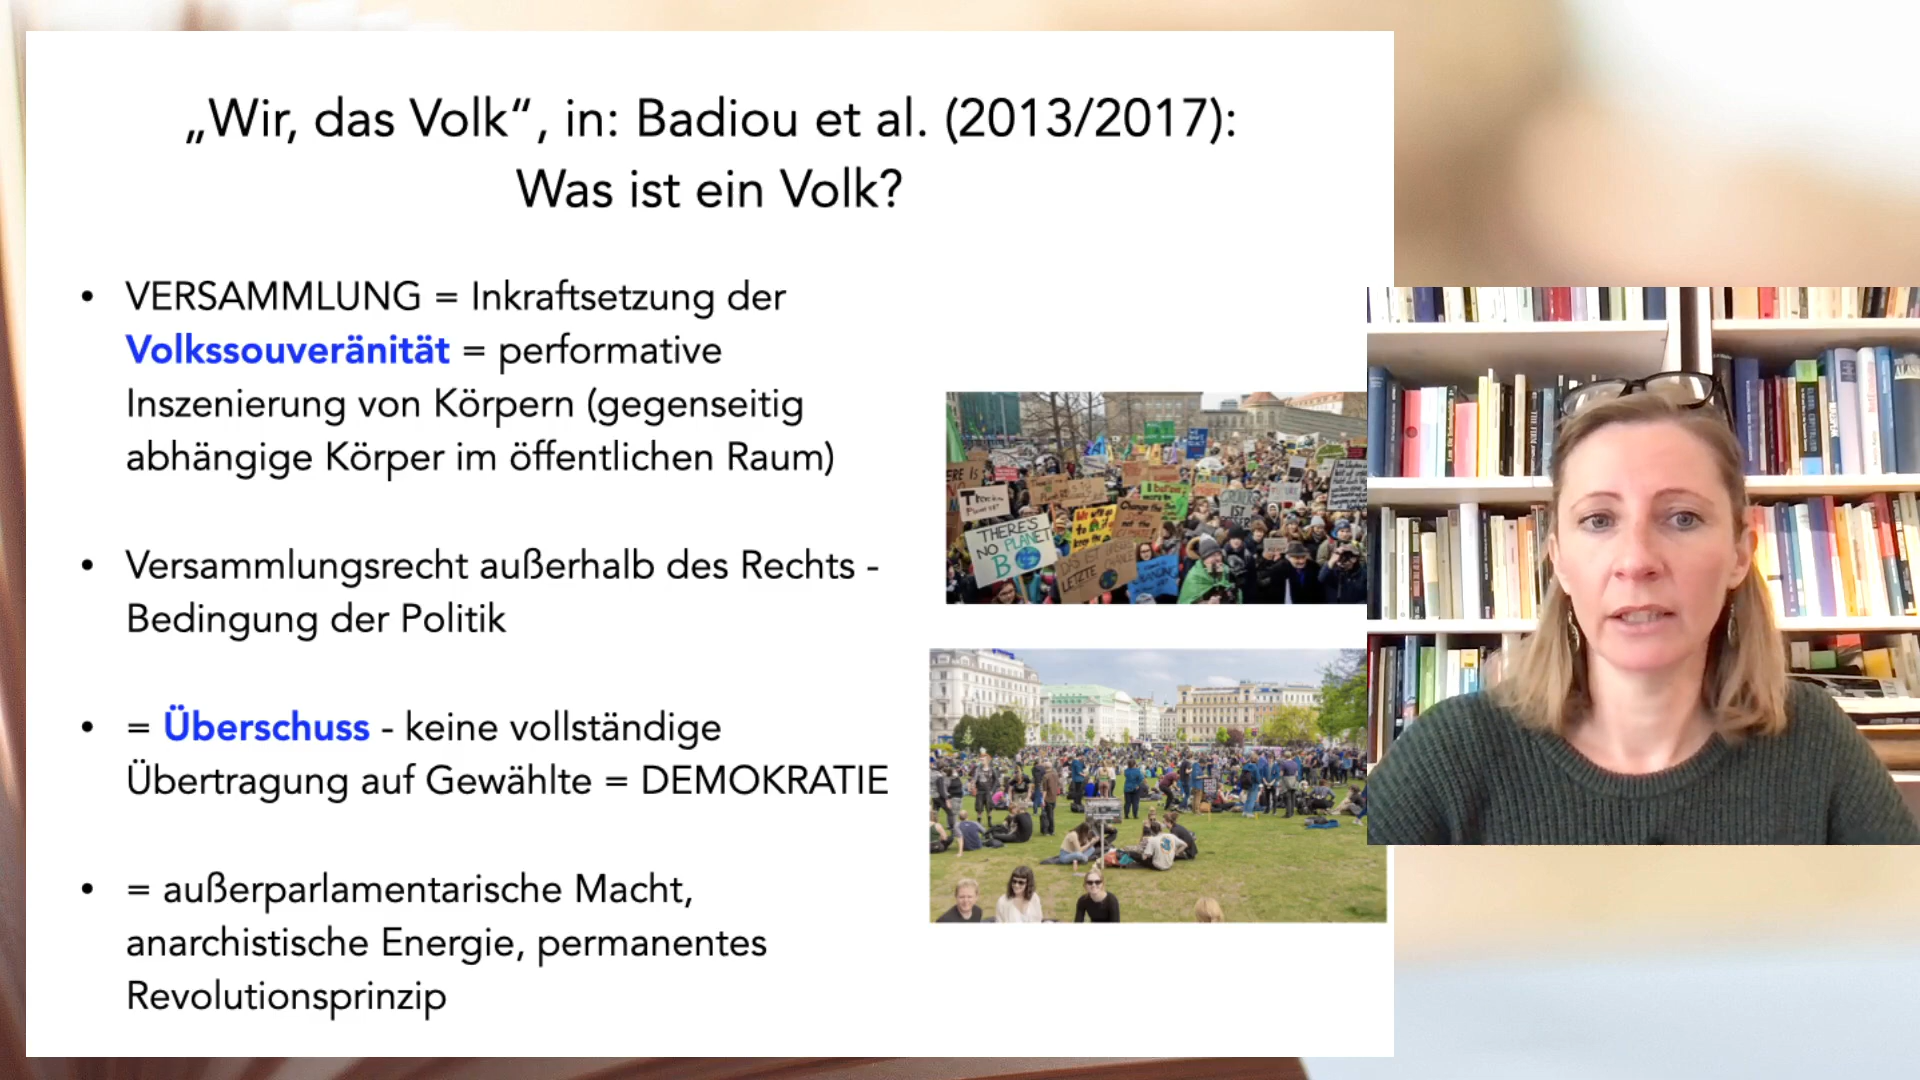 „Wir, das Volk“, in: Badiou et al. (2013/2017):
Was ist ein Volk?
• VERSAMMLUNG = Inkraftsetzung der
Volkssouveränität = performative
Inszenierung von Körpern (gegenseitig
abhängige Körper im öffentlichen Raum)
• Versammlungsrecht außerhalb des Rechts -
Bedingung der Politik
• = Überschuss - keine vollständige
Übertragung auf Gewählte = DEMOKRATIE
• = außerparlamentarische Macht,
anarchistische Energie, permanentes
Revolutionsprinzip
THERE'S
NO PLANET
B